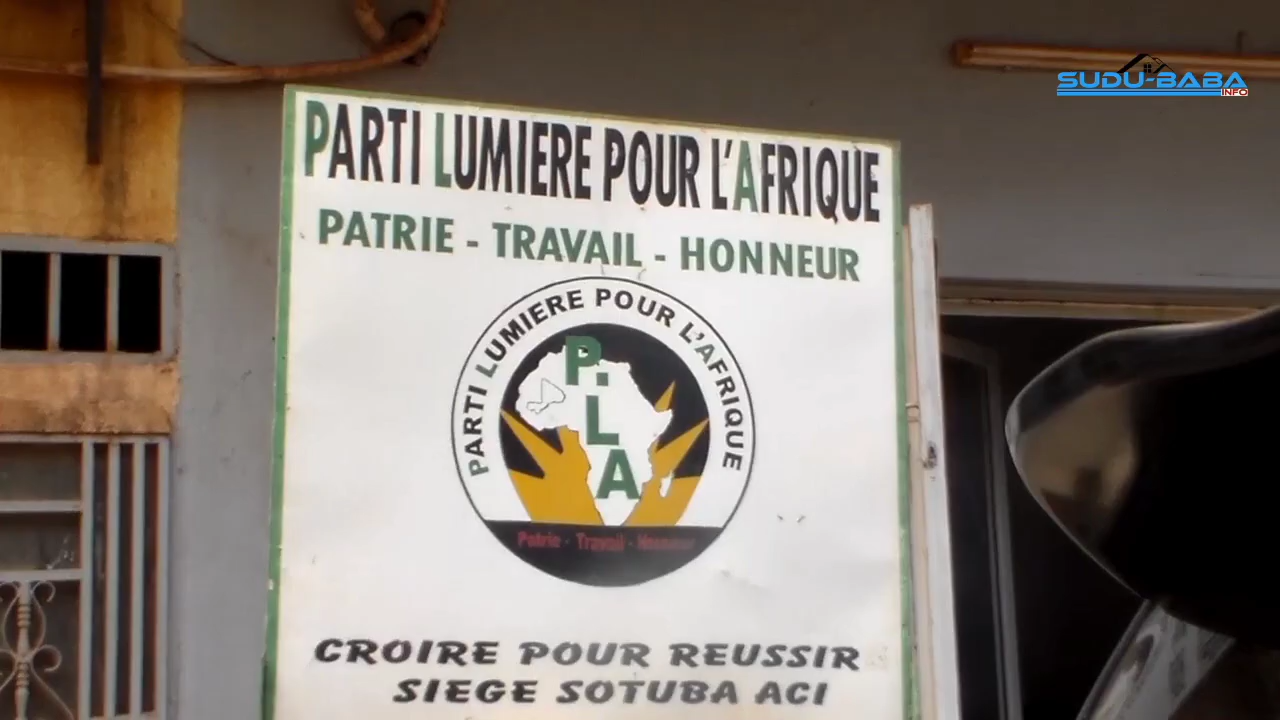 SUDU-BABA
INFO
PARTI LUMIERE POUR L'AFRIQUE
PATRIE - TRAVAIL - HONNEUR
PARTI LUMIERE POUR L'AFRIQUE
P.
L
A
Patrie - Travail - Honneur
CROIRE POUR REUSSIR
SIEGE SOTUBA ACI